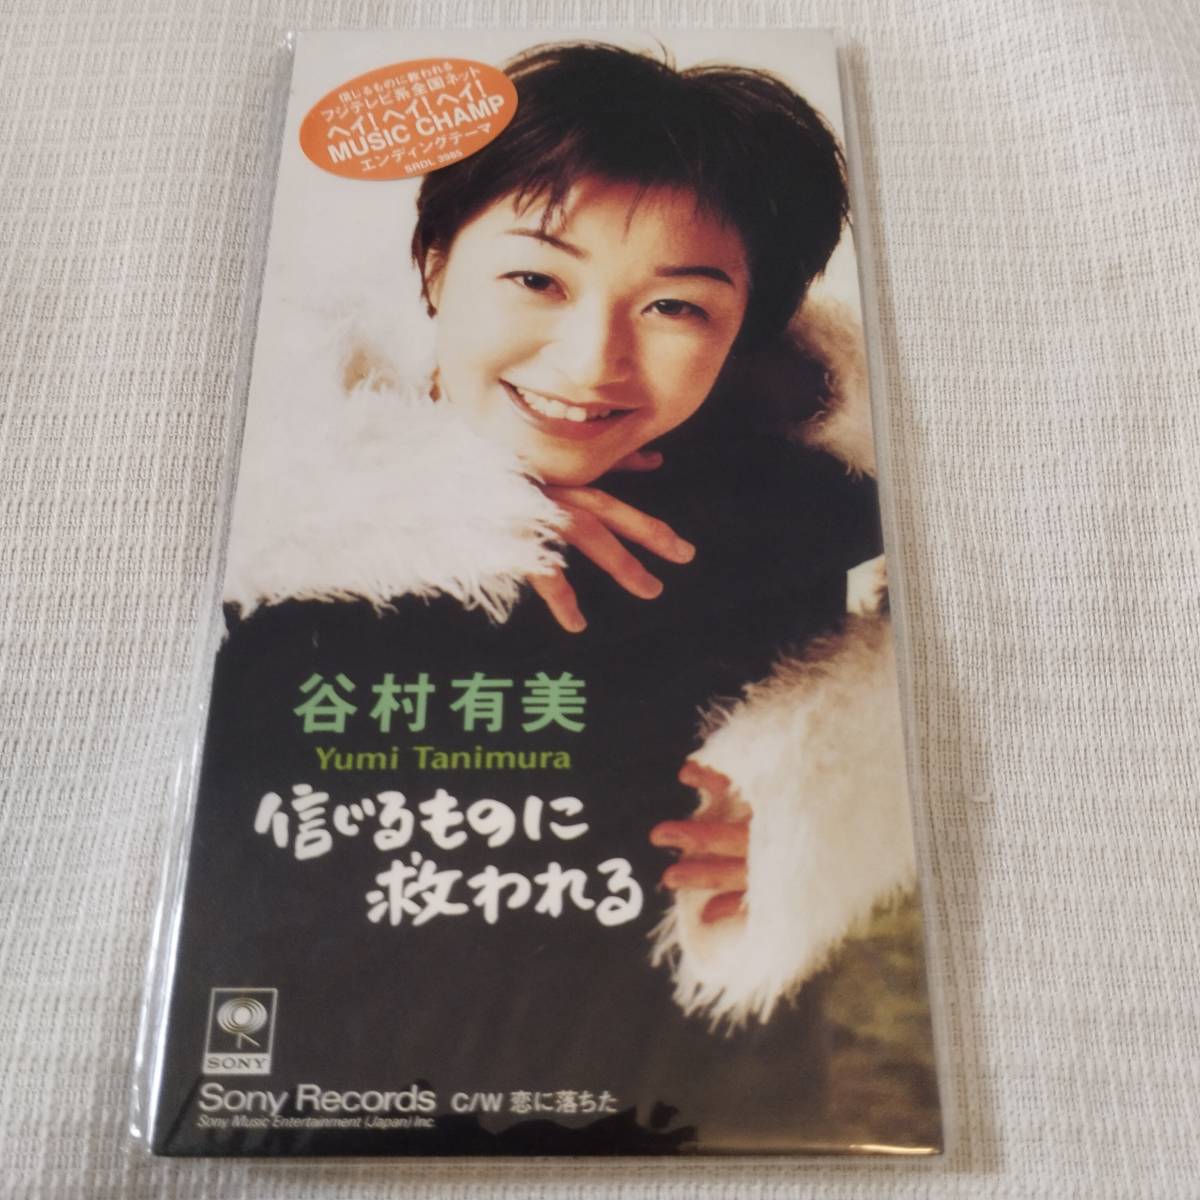 信じるものに救われる
フジテレビ系全国ネット
ヘイ!ヘイ!ヘイ!
MUSIC CHAMP
エンディングテーマ
SRDL 3985
谷村有美
Yumi Tanimura
信じるものに
救われる
SONY
Sony Records C/W 恋に落ちた
Sony Music Entertainment (Japan) Inc.